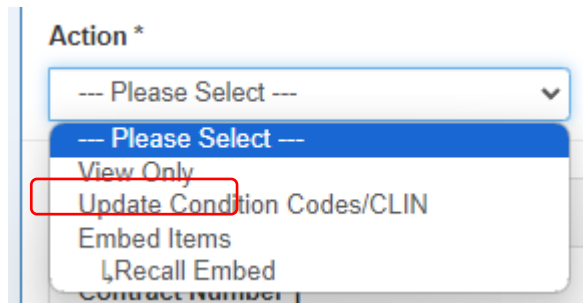 Action *
--- Please Select ---
--- Please Select ---
View Only
Update Condition Codes/CLIN
Embed Items
↳Recall Embed
Contract Number